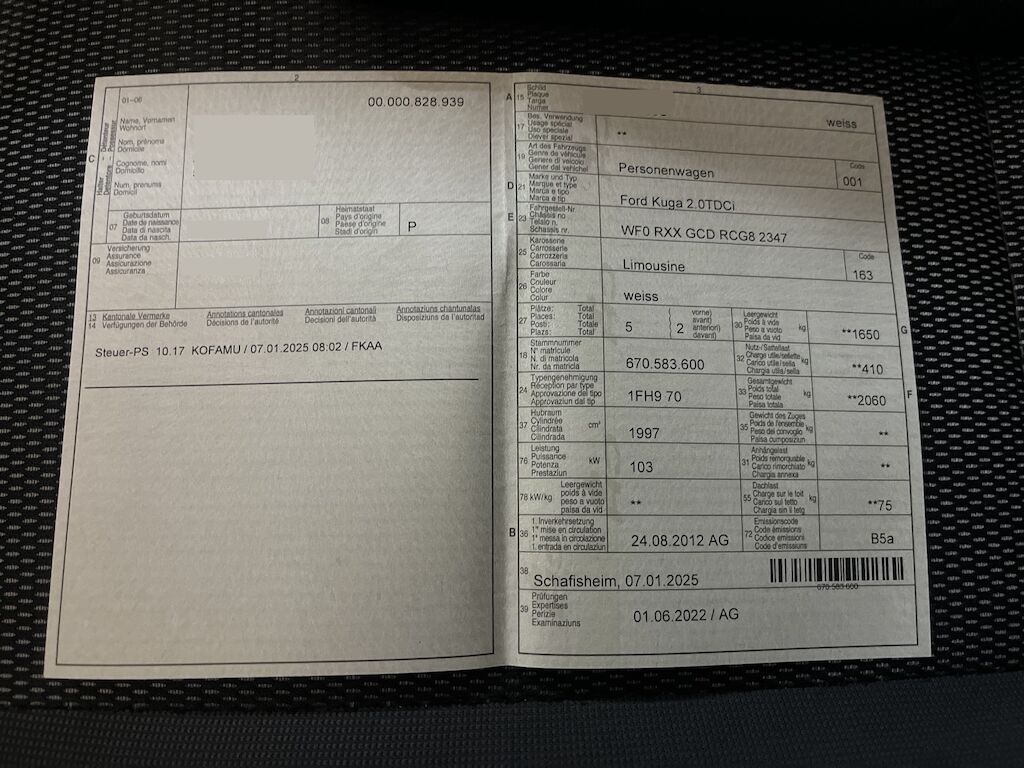 2
01-06
00.000.828.939
C
Halter
Détenteur
Detentore
Possessur
Name, Vornamen
Wohnort
Nom, prénoms
Domicile
Cognome, nomi
Domicilio
Num, prenums
Domicil
07
Geburtsdatum
Date de naissance
Data di nascita
Data da nasch.
08
Heimatstaat
Pays d'origine
Paese d'origine
Stadi d'origin
P
09
Versicherung
Assurance
Assicurazione
Assicuranza
13 Kantonale Vermerke
14 Verfügungen der Behörde
Annotations cantonales
Décisions de l'autorité
Annotazioni cantonali
Decisioni dell'autorità
Annotaziuns chantunalas
Disposiziuns da l'autoritad
Steuer-PS 10.17 KOFAMU / 07.01.2025 08:02 / FKAA
3
A 15
Schild
Plaque
Targa
Numer
weiss
17
Bes. Verwendung
Usage spécial
Uso speciale
Diever spezial
**
19
Art des Fahrzeugs
Genre de véhicule
Genere di veicolo
Gener dal vehichel
Personenwagen
Code
001
D 21
Marke und Typ
Marque et type
Marca e tipo
Marca e tip
Ford Kuga 2.0TDCi
E 23
Fahrgestell-Nr
Châssis no
Telaio n.
Schassis nr.
WF0 RXX GCD RCG8 2347
25
Karosserie
Carrosserie
Carrozzeria
Carossaria
Limousine
Code
163
26
Farbe
Couleur
Colore
Colur
weiss
27
Plätze: Total
Places: Total
Posti: Totale
Plazs: Total
5
vorne)
avant)
anteriori)
davant)
2
30
Leergewicht
Poids à vide
Peso a vuoto
Paisa da vid
kg
**1650
G
18
Stammnummer
N° matricule
N. di matricola
Nr. da matricla
670.583.600
32
Nutz-/Sattellast
Charge utile/sellette
Carico utile/sella
Chargia utila/sella
kg
**410
24
Typengenehmigung
Réception par type
Approvazione del tipo
Approvaziun dal tip
1FH9 70
33
Gesamtgewicht
Poids total
Peso totale
Paisa totala
kg
**2060
F
37
Hubraum
Cylindrée
Cilindrata
Cilindrada
cm³
1997
35
Gewicht des Zuges
Poids de l'ensemble
Peso del convoglio
Paisa cumposiziun
kg
**
76
Leistung
Puissance
Potenza
Prestaziun
kW
103
31
Anhängelast
Poids remorquable
Carico rimorchiato
Chargia annexa
kg
**
78 kW/kg
Leergewicht
poids à vide
peso a vuoto
paisa da vid
**
55
Dachlast
Charge sur le toit
Carico sul tetto
Chargia sin il tetg
kg
**75
B 36
1. Inverkehrsetzung
1re mise en circulation
1a messa in circolazione
1. entrada en circulaziun
24.08.2012 AG
72
Emissionscode
Code émissions
Codice emissioni
Code d'emissiuns
B5a
38
Schafisheim, 07.01.2025
670.583.600
39
Prüfungen
Expertises
Perizie
Examinaziuns
01.06.2022 / AG